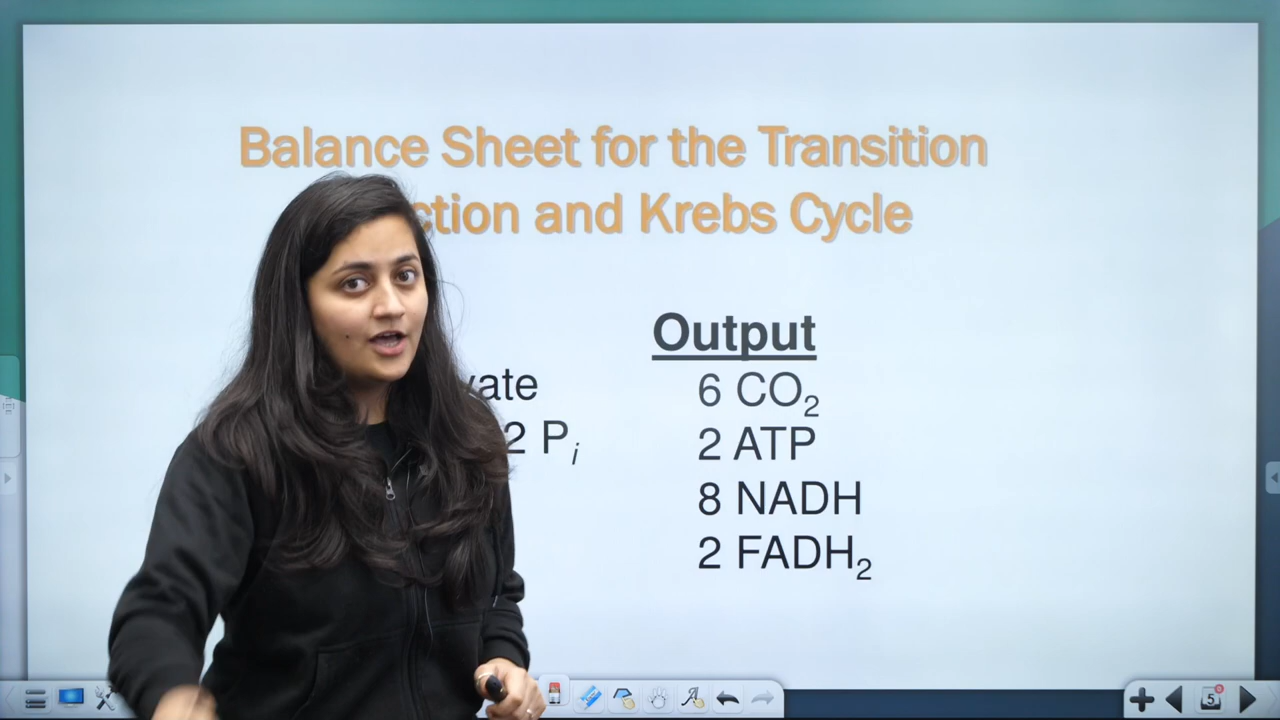 Balance Sheet for the Transition
ction and Krebs Cycle
Output
vate
6 CO₂
2 Pᵢ
2 ATP
8 NADH
2 FADH₂
5